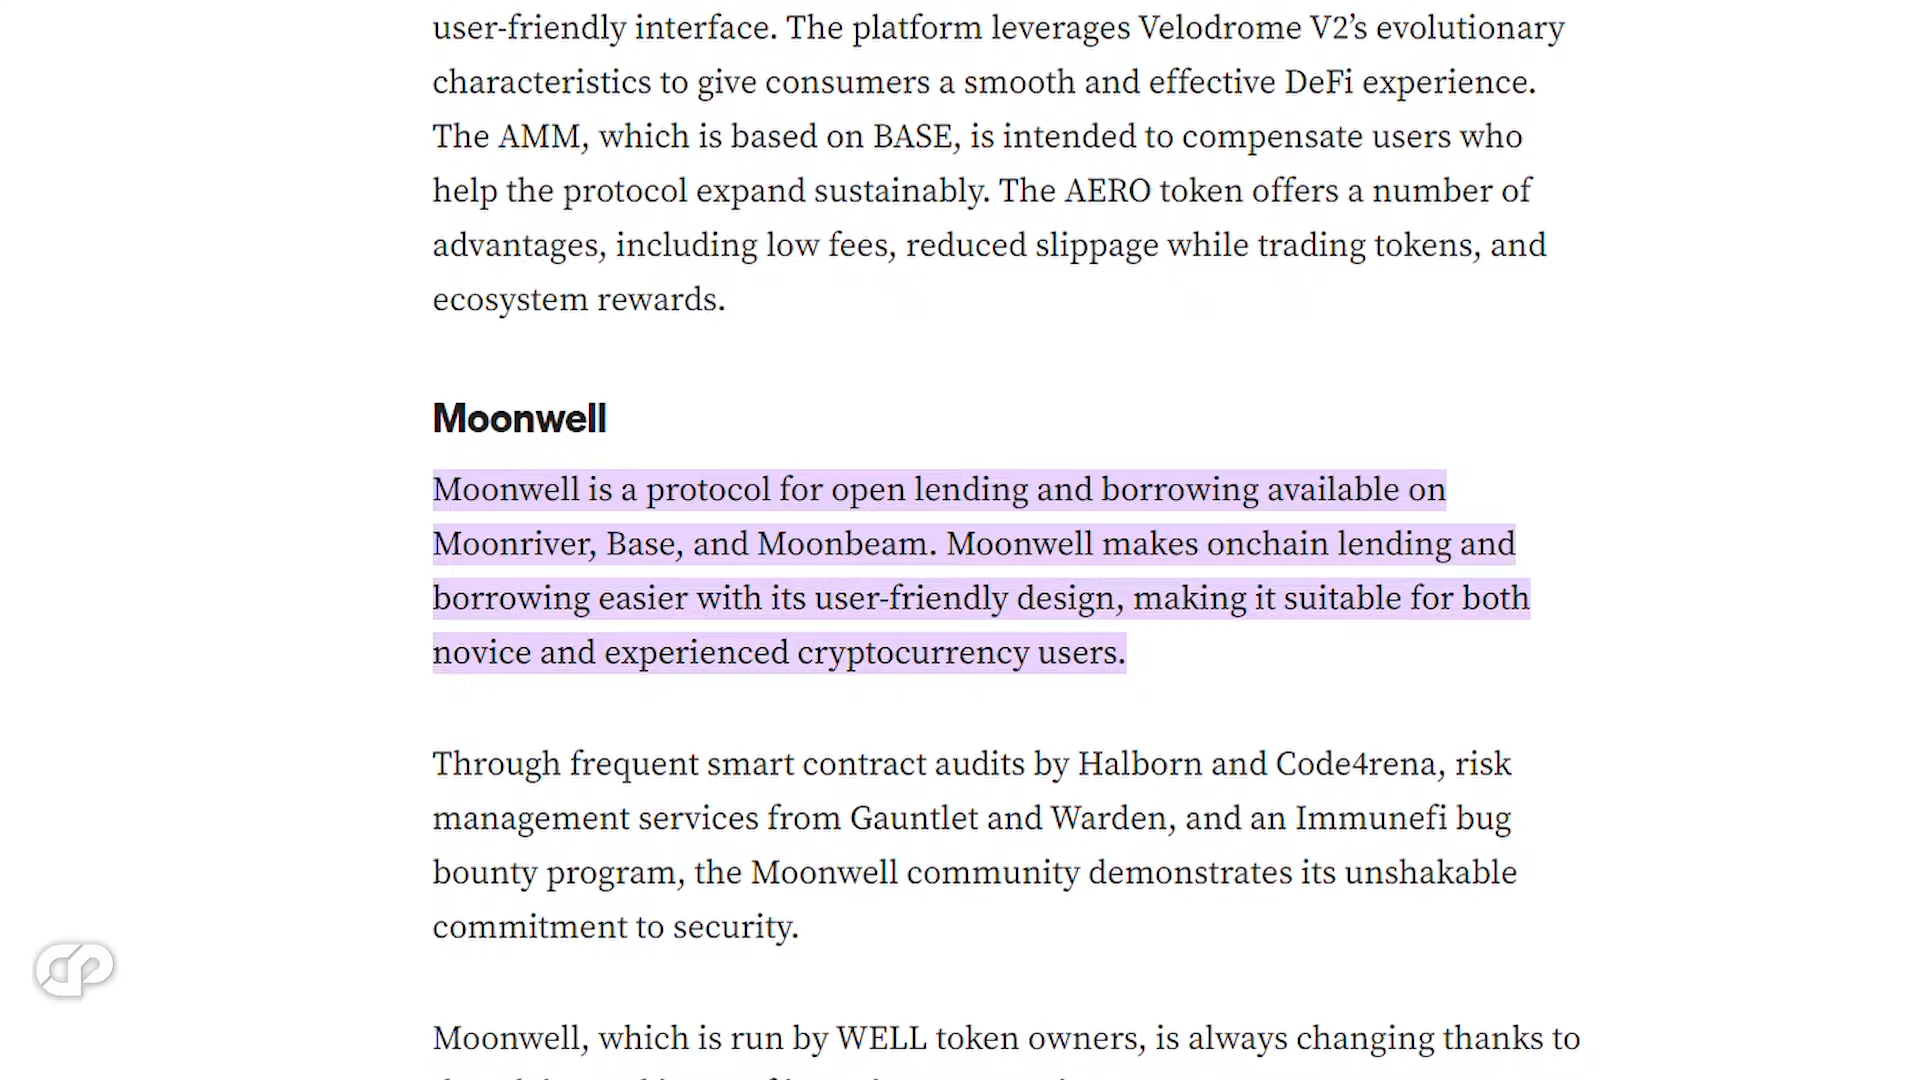 user-friendly interface. The platform leverages Velodrome V2’s evolutionary
characteristics to give consumers a smooth and effective DeFi experience.
The AMM, which is based on BASE, is intended to compensate users who
help the protocol expand sustainably. The AERO token offers a number of
advantages, including low fees, reduced slippage while trading tokens, and
ecosystem rewards.
Moonwell
Moonwell is a protocol for open lending and borrowing available on
Moonriver, Base, and Moonbeam. Moonwell makes onchain lending and
borrowing easier with its user-friendly design, making it suitable for both
novice and experienced cryptocurrency users.
Through frequent smart contract audits by Halborn and Code4rena, risk
management services from Gauntlet and Warden, and an Immunefi bug
bounty program, the Moonwell community demonstrates its unshakable
commitment to security.
Moonwell, which is run by WELL token owners, is always changing thanks to